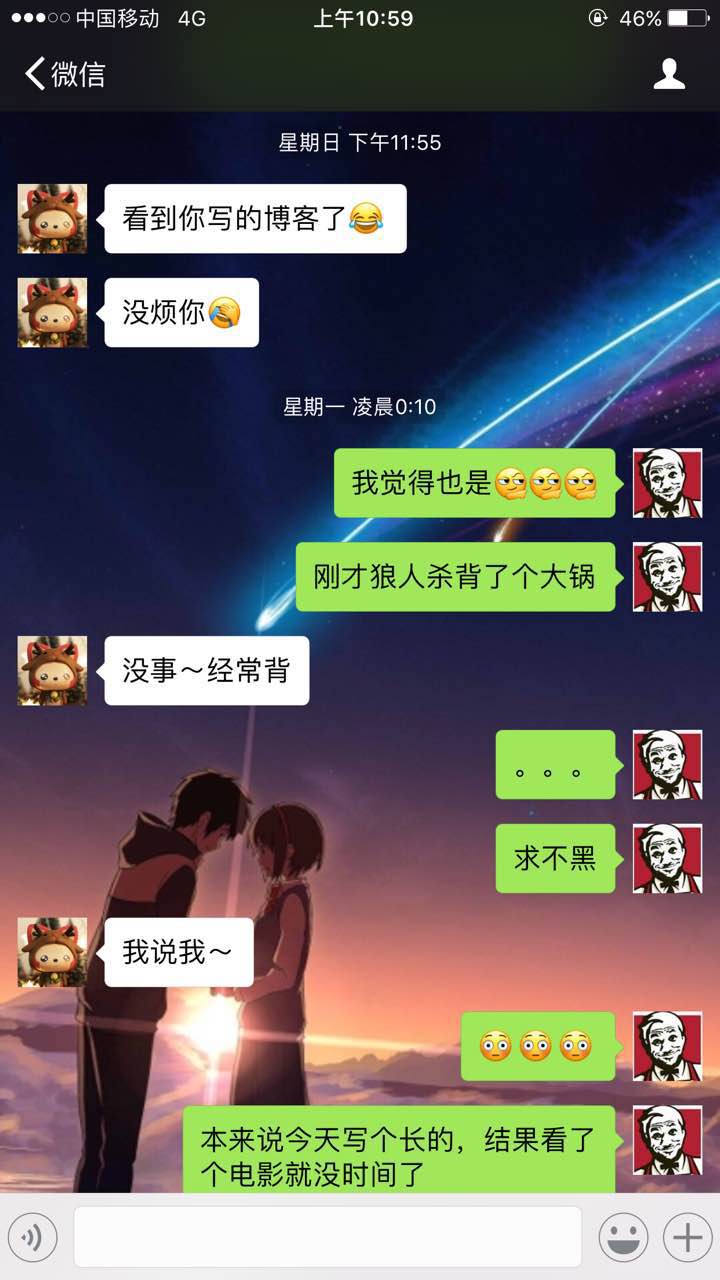 中国移动 4G 上午10:59 46%
微信
星期日 下午11:55
看到你写的博客了😂
没烦你🤣
星期一 凌晨0:10
我觉得也是🤔🤔🤔
刚才狼人杀背了个大锅
没事～经常背
。。。
求不黑
我说我～
😳😳😳
本来说今天写个长的，结果看了
个电影就没时间了